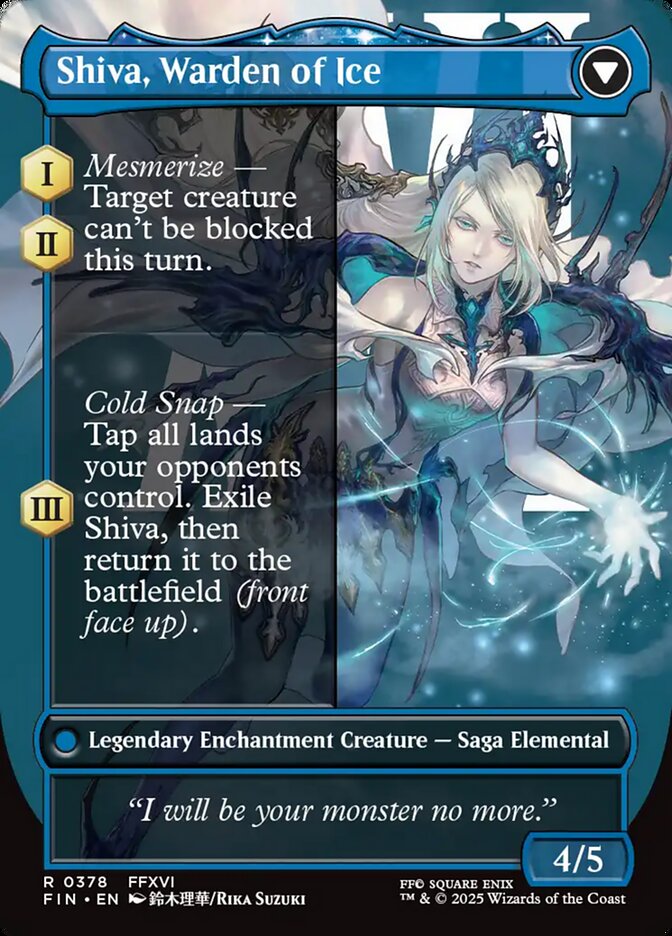 Shiva, Warden of Ice
I
II
Mesmerize —
Target creature
can't be blocked
this turn.
III
Cold Snap —
Tap all lands
your opponents
control. Exile
Shiva, then
return it to the
battlefield (front
face up).
Legendary Enchantment Creature — Saga Elemental
“I will be your monster no more.”
4/5
R 0378 FFXVI
FIN • EN 鈴木理華/Rika Suzuki
FF© SQUARE ENIX
™ & © 2025 Wizards of the Coast